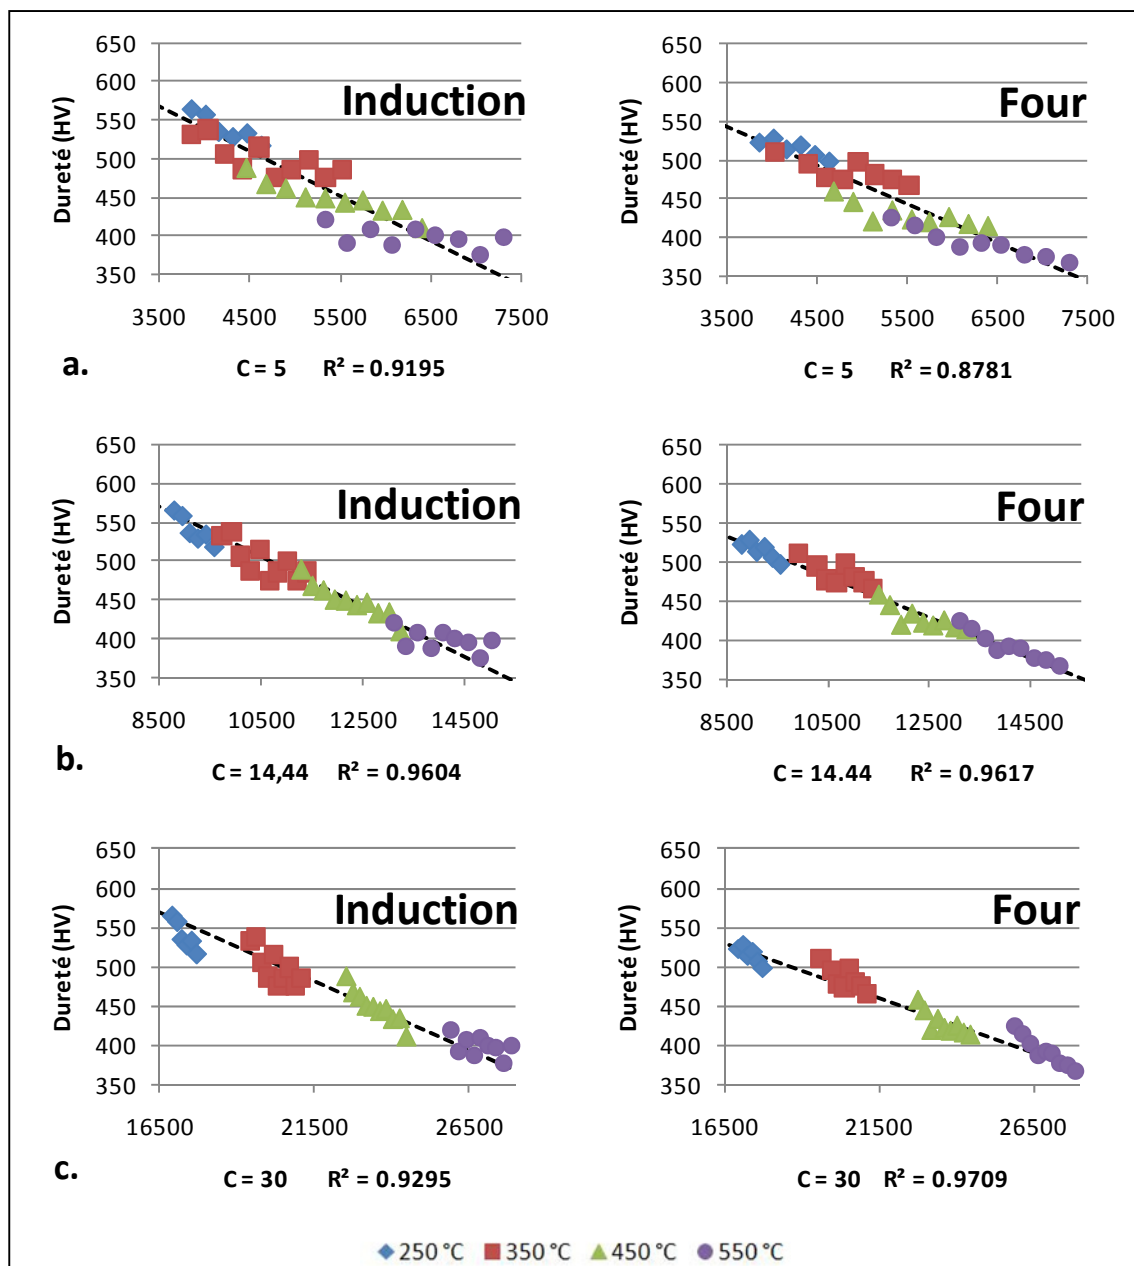 Induction
Dureté (HV)
650
600
550
500
450
400
350
3500 4500 5500 6500 7500
a.
C = 5 R² = 0.9195
Four
Dureté (HV)
650
600
550
500
450
400
350
3500 4500 5500 6500 7500
C = 5 R² = 0.8781
Induction
Dureté (HV)
650
600
550
500
450
400
350
8500 10500 12500 14500
b.
C = 14,44 R² = 0.9604
Four
Dureté (HV)
650
600
550
500
450
400
350
8500 10500 12500 14500
C = 14.44 R² = 0.9617
Induction
Dureté (HV)
650
600
550
500
450
400
350
16500 21500 26500
c.
C = 30 R² = 0.9295
Four
Dureté (HV)
650
600
550
500
450
400
350
16500 21500 26500
C = 30 R² = 0.9709
250 °C 350 °C 450 °C 550 °C